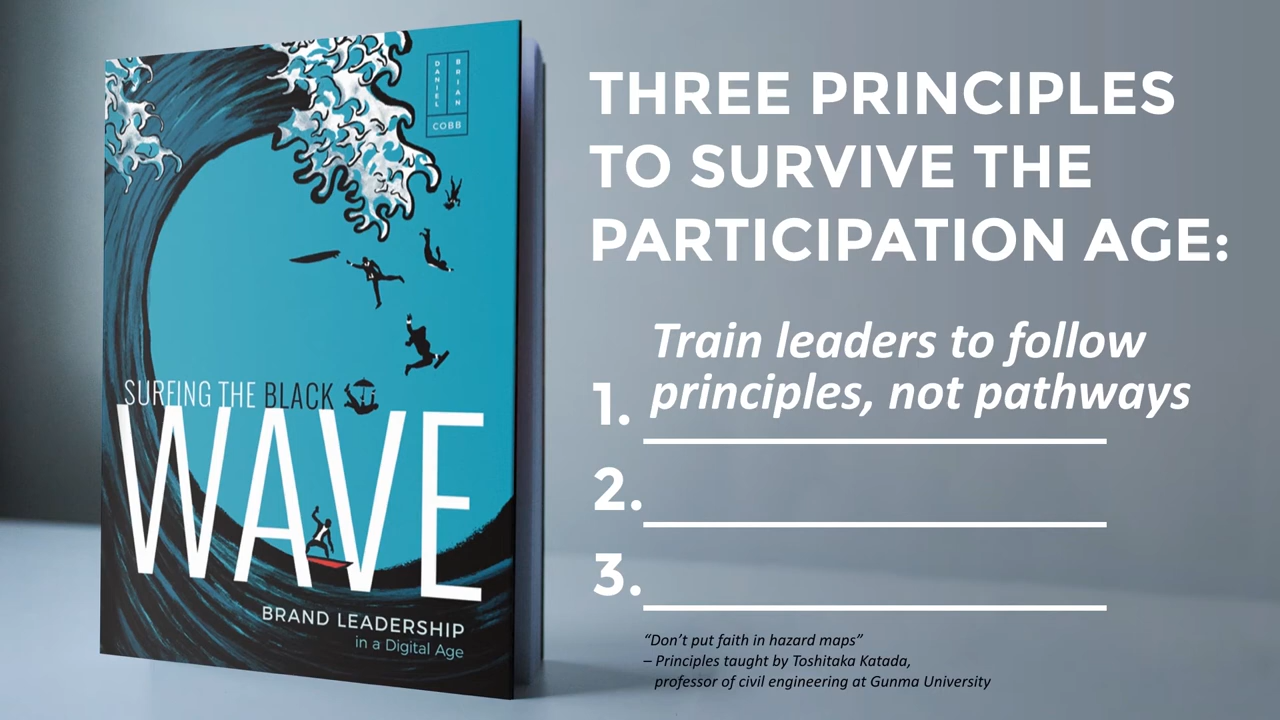 DANIEL
BRIAN
COBB
SURFING THE BLACK
WAVE
BRAND LEADERSHIP
in a Digital Age
THREE PRINCIPLES
TO SURVIVE THE
PARTICIPATION AGE:
Train leaders to follow
1. principles, not pathways
2.
3.
“Don’t put faith in hazard maps”
– Principles taught by Toshitaka Katada,
professor of civil engineering at Gunma University